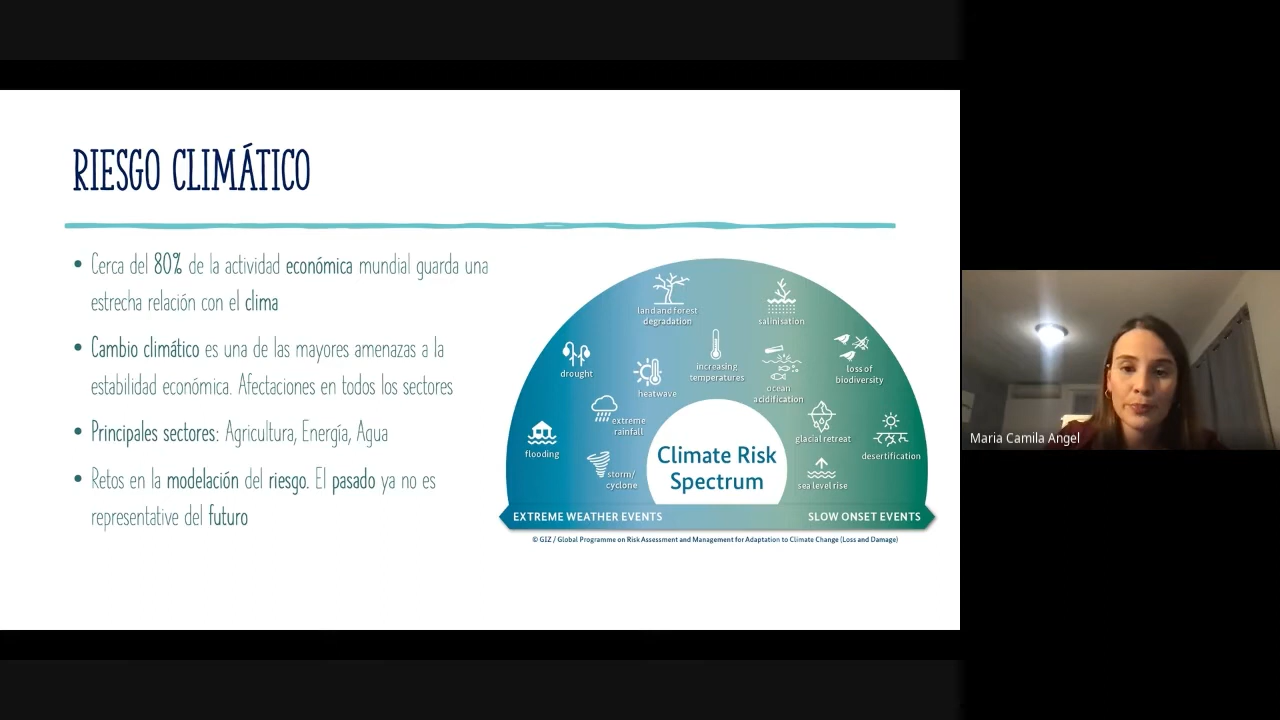 RIESGO CLIMÁTICO
• Cerca del 80% de la actividad económica mundial guarda una
estrecha relación con el clima
• Cambio climático es una de las mayores amenazas a la
estabilidad económica. Afectaciones en todos los sectores
• Principales sectores: Agricultura, Energía, Agua
• Retos en la modelación del riesgo. El pasado ya no es
representative del futuro
land and forest
degradation
salinisation
drought
heatwave
increasing
temperatures
ocean
acidification
loss of
biodiversity
flooding
extreme
rainfall
storm/
cyclone
glacial retreat
sea level rise
desertification
Climate Risk
Spectrum
EXTREME WEATHER EVENTS
SLOW ONSET EVENTS
© GIZ / Global Programme on Risk Assessment and Management for Adaptation to Climate Change (Loss and Damage)
Maria Camila Angel